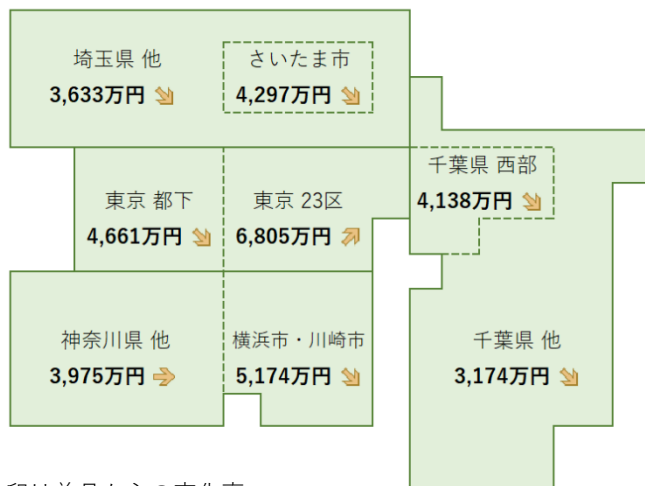 埼玉県 他
3,633万円
さいたま市
4,297万円
千葉県 西部
4,138万円
東京 都下
4,661万円
東京 23区
6,805万円
神奈川県 他
3,975万円
横浜市・川崎市
5,174万円
千葉県 他
3,174万円